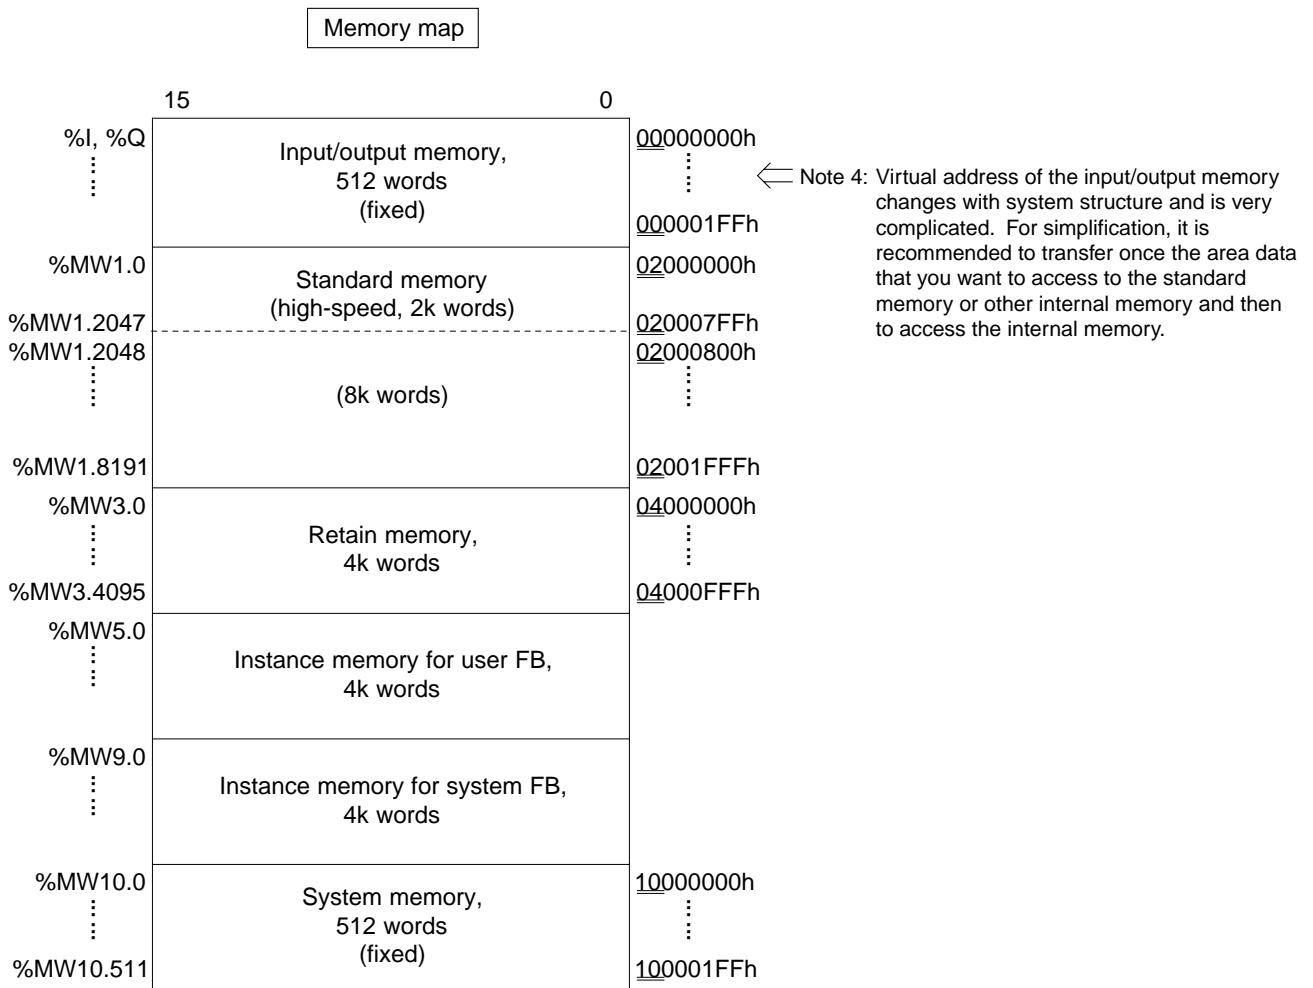 Memory map
15 0
%I, %Q
Input/output memory,
512 words
(fixed)
00000000h
000001FFh
Note 4: Virtual address of the input/output memory
changes with system structure and is very
complicated. For simplification, it is
recommended to transfer once the area data
that you want to access to the standard
memory or other internal memory and then
to access the internal memory.
%MW1.0
Standard memory
(high-speed, 2k words)
02000000h
%MW1.2047
020007FFh
%MW1.2048
02000800h
(8k words)
%MW1.8191
02001FFFh
%MW3.0
04000000h
Retain memory,
4k words
%MW3.4095
04000FFFh
%MW5.0
Instance memory for user FB,
4k words
%MW9.0
Instance memory for system FB,
4k words
%MW10.0
10000000h
System memory,
512 words
(fixed)
%MW10.511
100001FFh